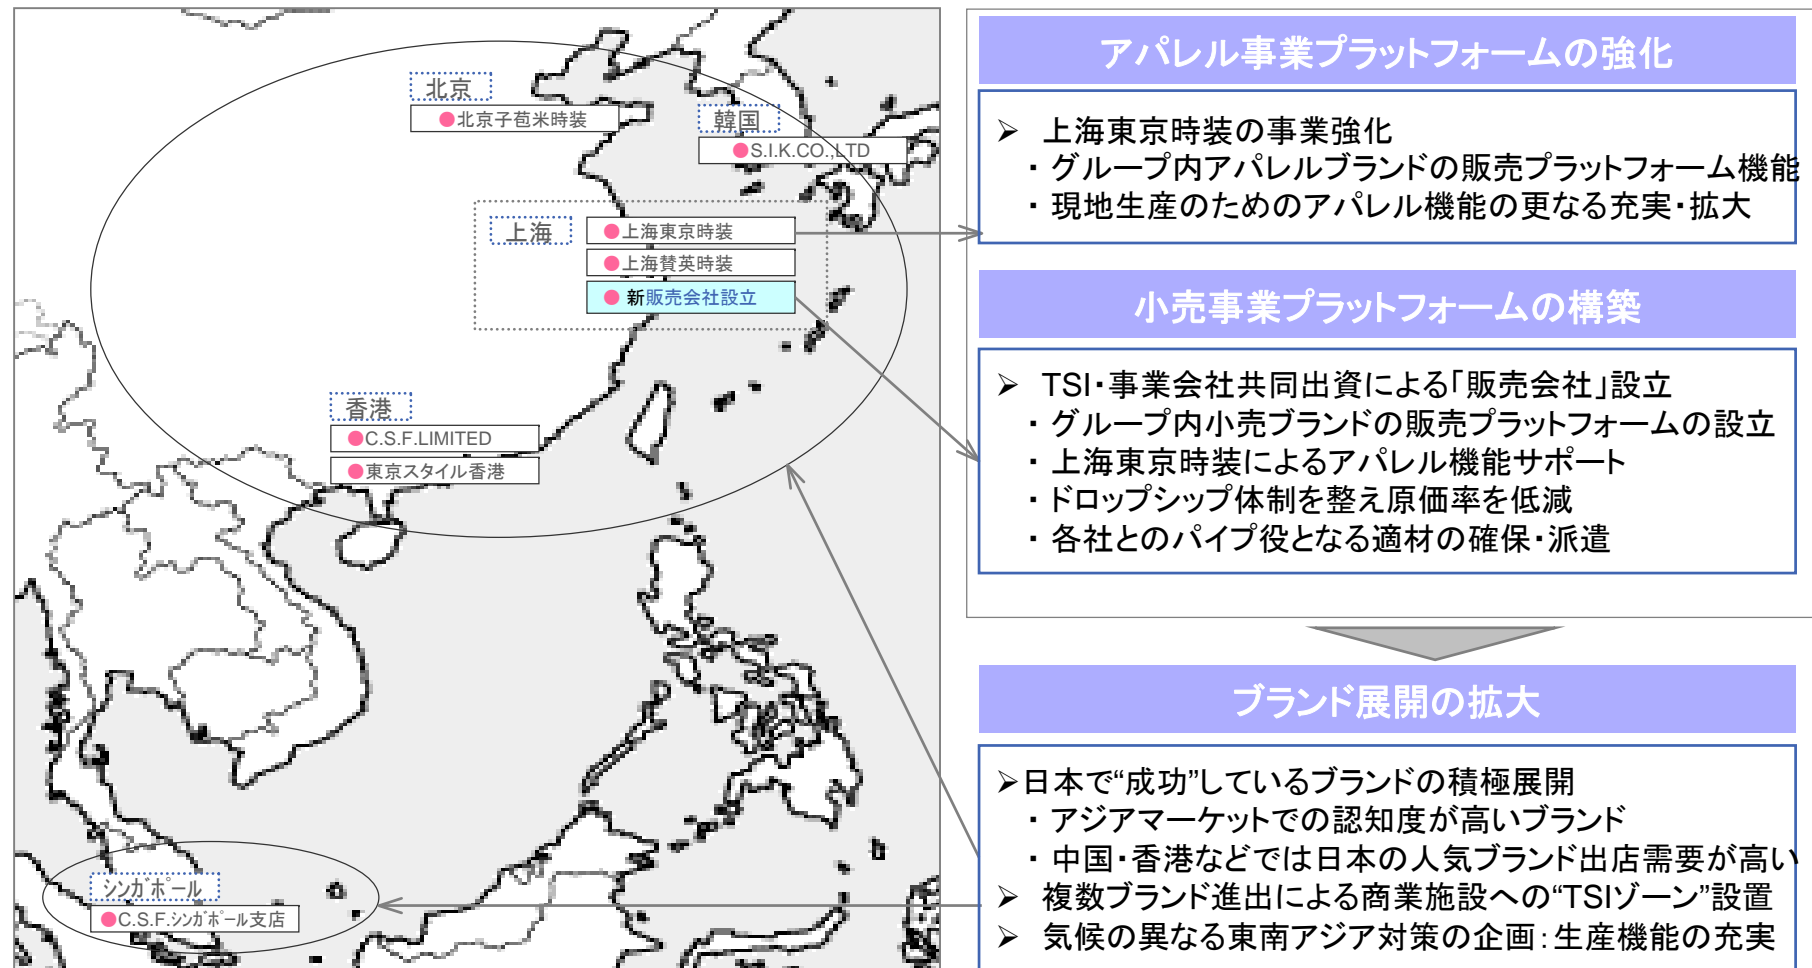 北京
●北京子苞米時装
韓国
●S.I.K.CO.,LTD
上海
●上海東京時装
●上海賛英時装
●新販売会社設立
香港
●C.S.F.LIMITED
●東京スタイル香港
ｼﾝｶﾞﾎﾟｰﾙ
●C.S.F.ｼﾝｶﾞﾎﾟｰﾙ支店
アパレル事業プラットフォームの強化
➢ 上海東京時装の事業強化
・グループ内アパレルブランドの販売プラットフォーム機能
・現地生産のためのアパレル機能の更なる充実・拡大
小売事業プラットフォームの構築
➢ TSI・事業会社共同出資による「販売会社」設立
・グループ内小売ブランドの販売プラットフォームの設立
・上海東京時装によるアパレル機能サポート
・ドロップシップ体制を整え原価率を低減
・各社とのパイプ役となる適材の確保・派遣
ブランド展開の拡大
➢日本で“成功”しているブランドの積極展開
・アジアマーケットでの認知度が高いブランド
・中国・香港などでは日本の人気ブランド出店需要が高い
➢ 複数ブランド進出による商業施設への“TSIゾーン”設置
➢ 気候の異なる東南アジア対策の企画：生産機能の充実